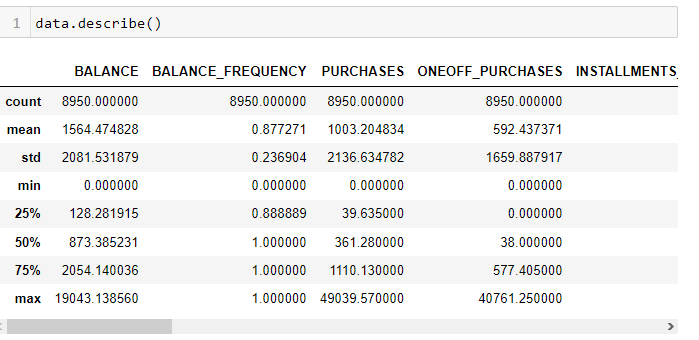 1 data.describe()
BALANCE BALANCE_FREQUENCY PURCHASES ONEOFF_PURCHASES INSTALLMENTS_
count 8950.000000 8950.000000 8950.000000 8950.000000
mean 1564.474828 0.877271 1003.204834 592.437371
std 2081.531879 0.236904 2136.634782 1659.887917
min 0.000000 0.000000 0.000000 0.000000
25% 128.281915 0.888889 39.635000 0.000000
50% 873.385231 1.000000 361.280000 38.000000
75% 2054.140036 1.000000 1110.130000 577.405000
max 19043.138560 1.000000 49039.570000 40761.250000